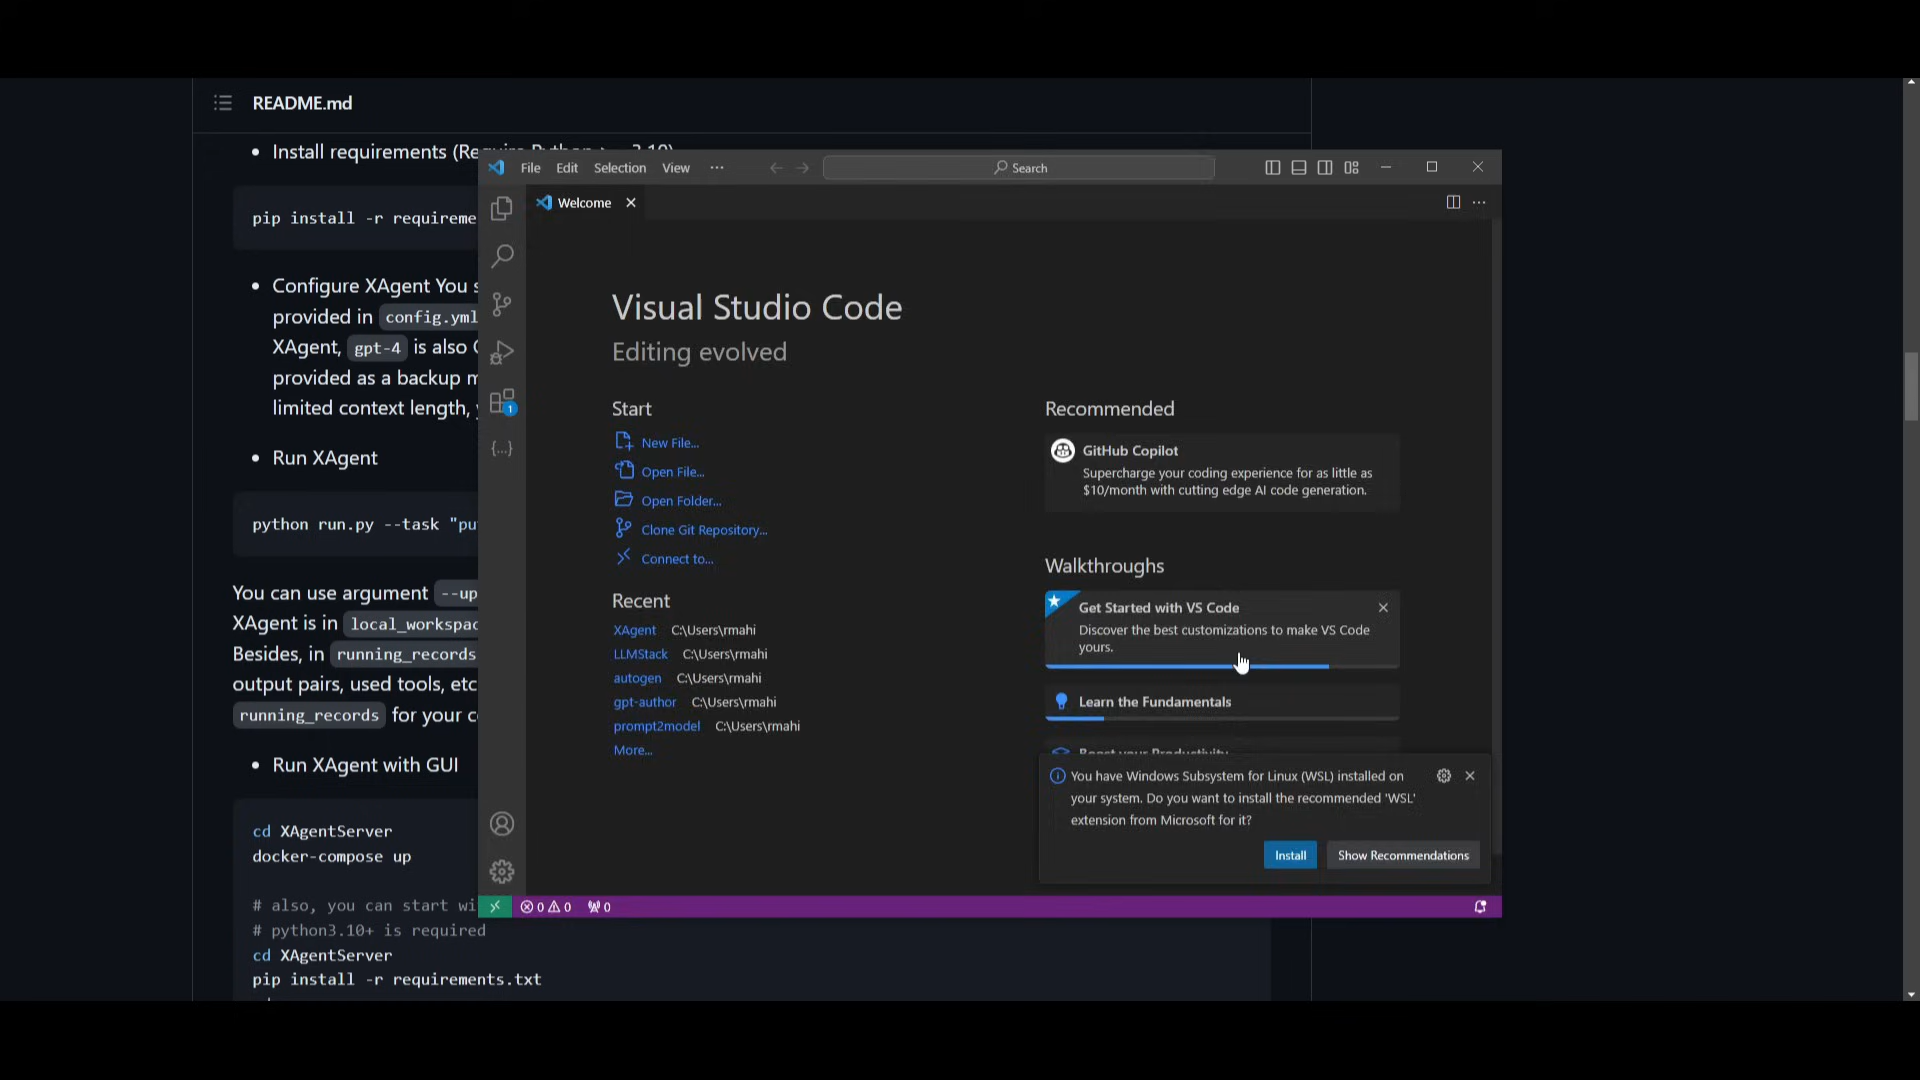 README.md
Install requirements (Require Python >= 3.10)
pip install -r requireme
Configure XAgent You s
provided in config.yml
XAgent, gpt-4 is also
provided as a backup m
limited context length,
Run XAgent
python run.py --task "pu
You can use argument --up
XAgent is in local_workspac
Besides, in running_records
output pairs, used tools, etc
running_records for your c
Run XAgent with GUI
cd XAgentServer
docker-compose up
# also, you can start wi
# python3.10+ is required
cd XAgentServer
pip install -r requirements.txt
File Edit Selection View ··· Search
Welcome
Visual Studio Code
Editing evolved
Start
New File...
Open File...
Open Folder...
Clone Git Repository...
Connect to...
Recent
XAgent C:\Users\rmahi
LLMStack C:\Users\rmahi
autogen C:\Users\rmahi
gpt-author C:\Users\rmahi
prompt2model C:\Users\rmahi
More...
Recommended
GitHub Copilot
Supercharge your coding experience for as little as
$10/month with cutting edge AI code generation.
Walkthroughs
Get Started with VS Code
Discover the best customizations to make VS Code
yours.
Learn the Fundamentals
Boost your Productivity
You have Windows Subsystem for Linux (WSL) installed on
your system. Do you want to install the recommended 'WSL'
extension from Microsoft for it?
Install Show Recommendations
1
{...}
0 0 0